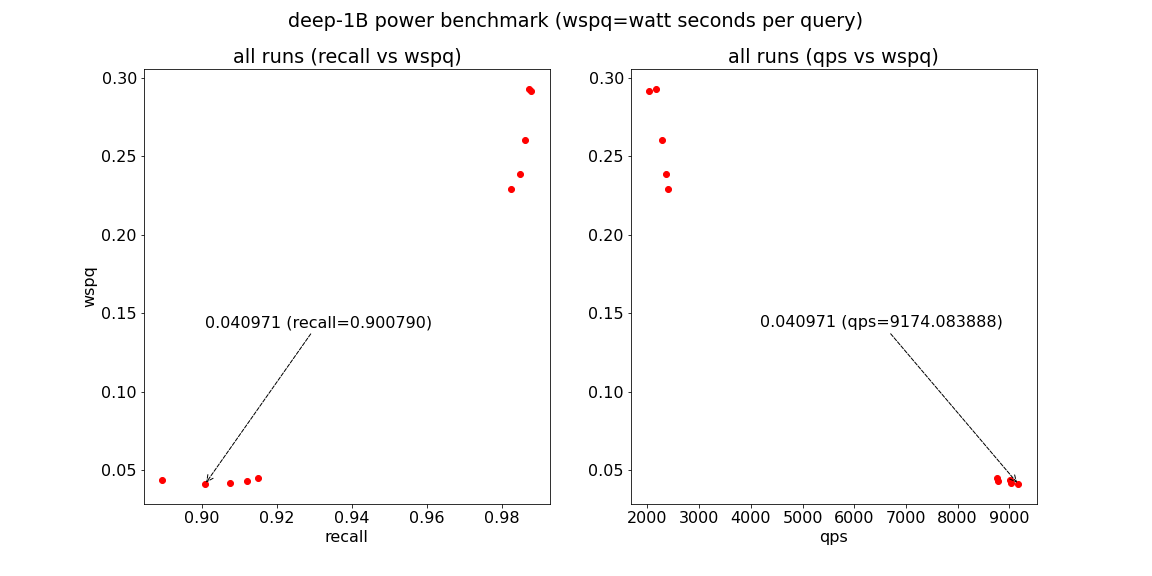 deep-1B power benchmark (wspq=watt seconds per query)
all runs (recall vs wspq)
0.30
0.25
0.20
0.15
0.10
0.05
wspq
0.040971 (recall=0.900790)
0.90 0.92 0.94 0.96 0.98
recall
all runs (qps vs wspq)
0.30
0.25
0.20
0.15
0.10
0.05
0.040971 (qps=9174.083888)
2000 3000 4000 5000 6000 7000 8000 9000
qps